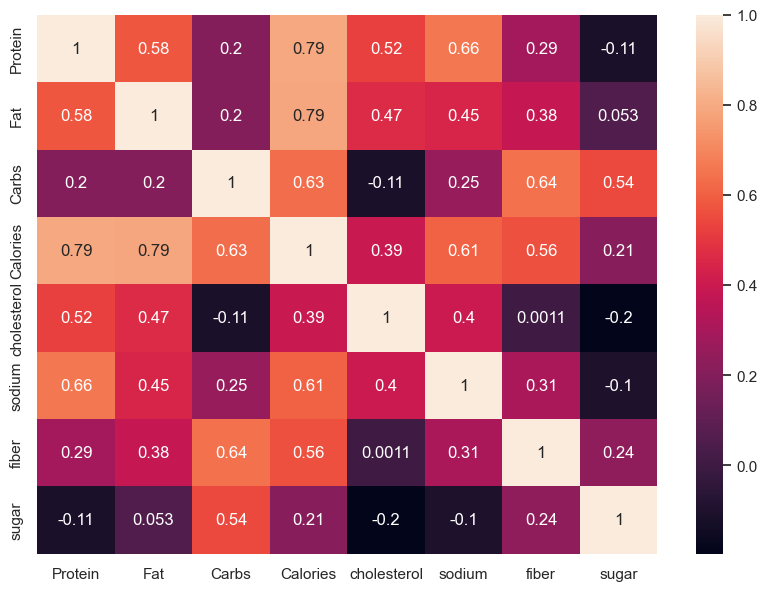 Protein 1 0.58 0.2 0.79 0.52 0.66 0.29 -0.11
Fat 0.58 1 0.2 0.79 0.47 0.45 0.38 0.053
Carbs 0.2 0.2 1 0.63 -0.11 0.25 0.64 0.54
Calories 0.79 0.79 0.63 1 0.39 0.61 0.56 0.21
cholesterol 0.52 0.47 -0.11 0.39 1 0.4 0.0011 -0.2
sodium 0.66 0.45 0.25 0.61 0.4 1 0.31 -0.1
fiber 0.29 0.38 0.64 0.56 0.0011 0.31 1 0.24
sugar -0.11 0.053 0.54 0.21 -0.2 -0.1 0.24 1
Protein Fat Carbs Calories cholesterol sodium fiber sugar
1.0
0.8
0.6
0.4
0.2
0.0